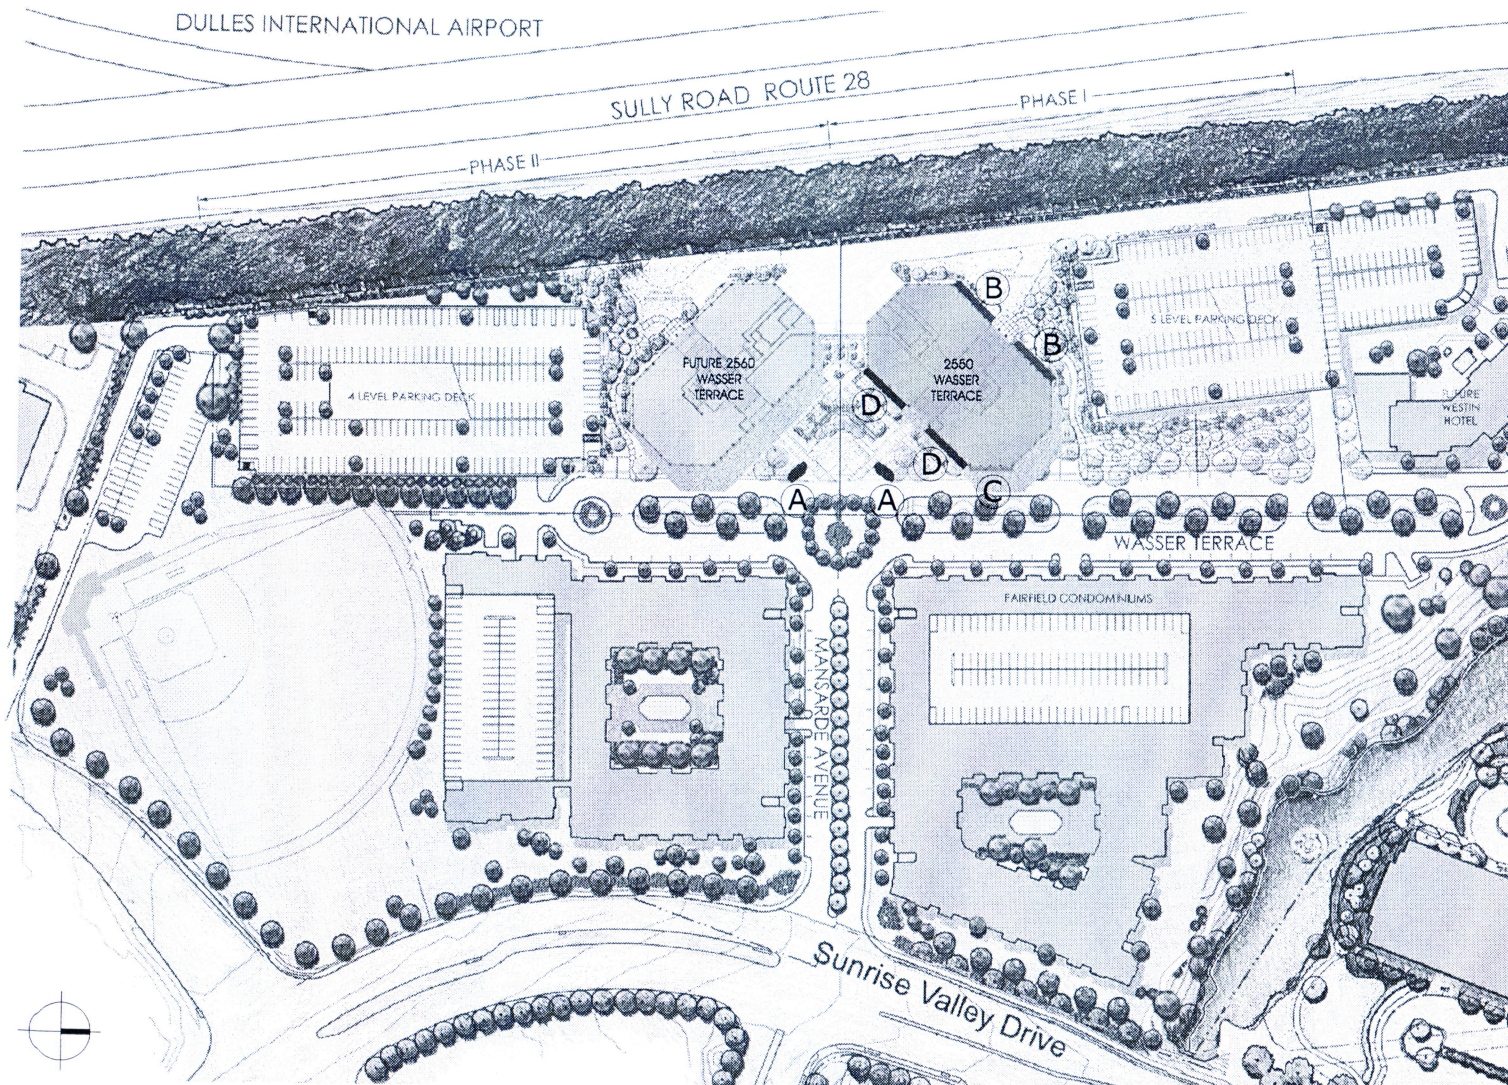 DULLES INTERNATIONAL AIRPORT
SULLY ROAD ROUTE 28
PHASE I
PHASE II
B
B
5 LEVEL PARKING DECK
FUTURE 2560
WASSER
TERRACE
2550
WASSER
TERRACE
4 LEVEL PARKING DECK
FUTURE
WESTIN
HOTEL
D
D
A
A
C
WASSER TERRACE
FAIRFIELD CONDOMINIUMS
MANSARDE AVENUE
Sunrise Valley Drive